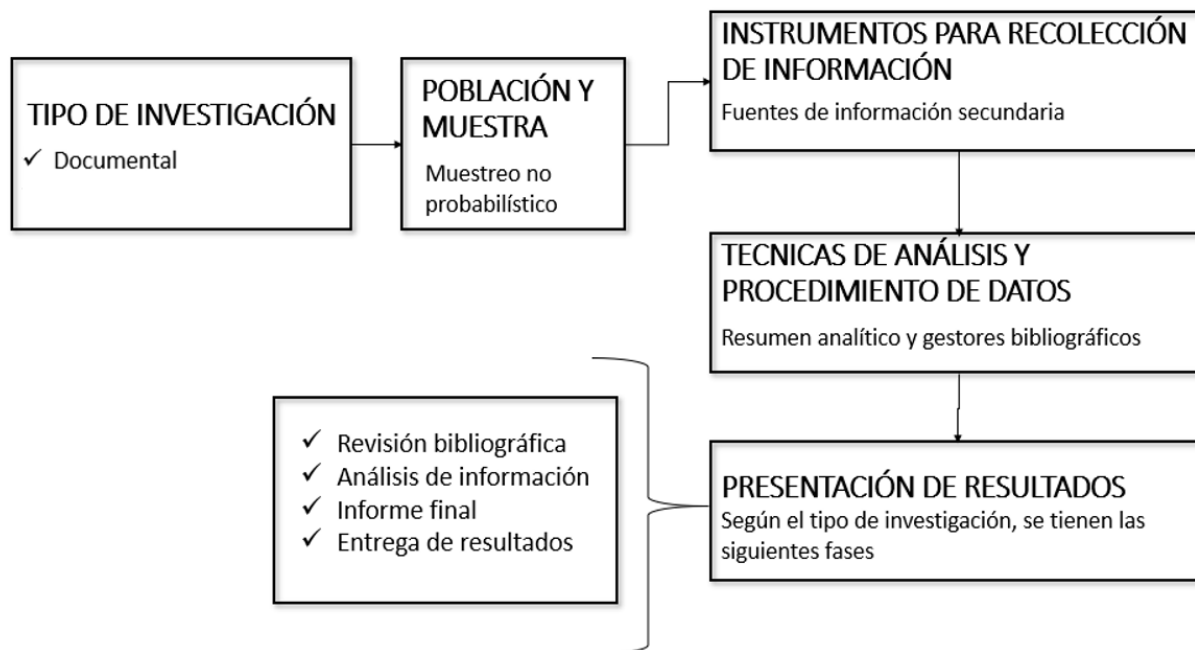 TIPO DE INVESTIGACIÓN
✓ Documental
POBLACIÓN Y
MUESTRA
Muestreo no
probabilístico
INSTRUMENTOS PARA RECOLECCIÓN
DE INFORMACIÓN
Fuentes de información secundaria
TECNICAS DE ANÁLISIS Y
PROCEDIMIENTO DE DATOS
Resumen analítico y gestores bibliográficos
PRESENTACIÓN DE RESULTADOS
Según el tipo de investigación, se tienen las
siguientes fases
✓ Revisión bibliográfica
✓ Análisis de información
✓ Informe final
✓ Entrega de resultados